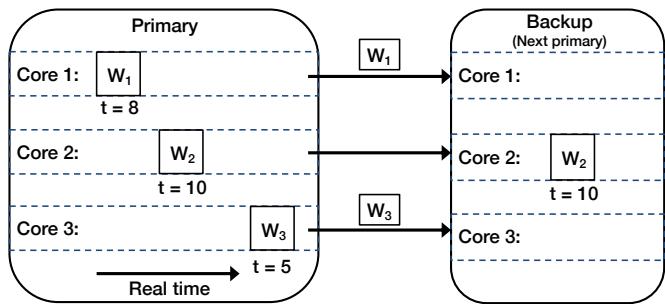 Primary
Core 1:
W₁
t = 8
Core 2:
W₂
t = 10
Core 3:
W₃
t = 5
Real time
W₁
W₃
Backup
(Next primary)
Core 1:
Core 2:
W₂
t = 10
Core 3: